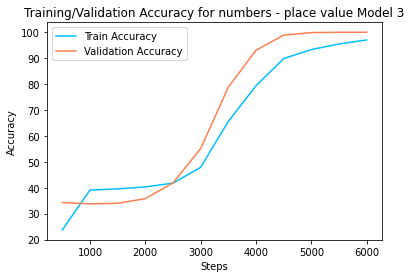 Training/Validation Accuracy for numbers - place value Model 3
Train Accuracy
Validation Accuracy
Accuracy
100
90
80
70
60
50
40
30
20
1000 2000 3000 4000 5000 6000
Steps